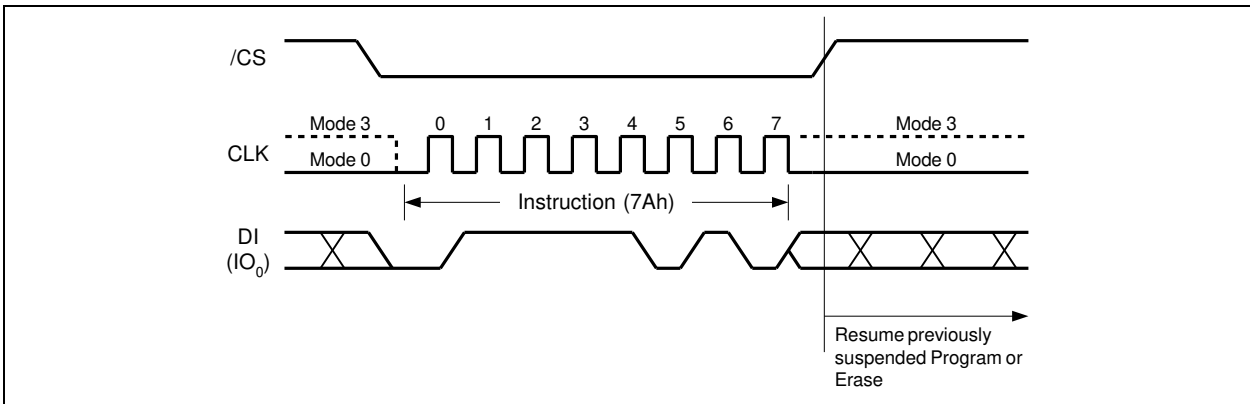 /CS
Mode 3
0 1 2 3 4 5 6 7
Mode 3
CLK
Mode 0
Mode 0
Instruction (7Ah)
DI
(IO0)
Resume previously
suspended Program or
Erase